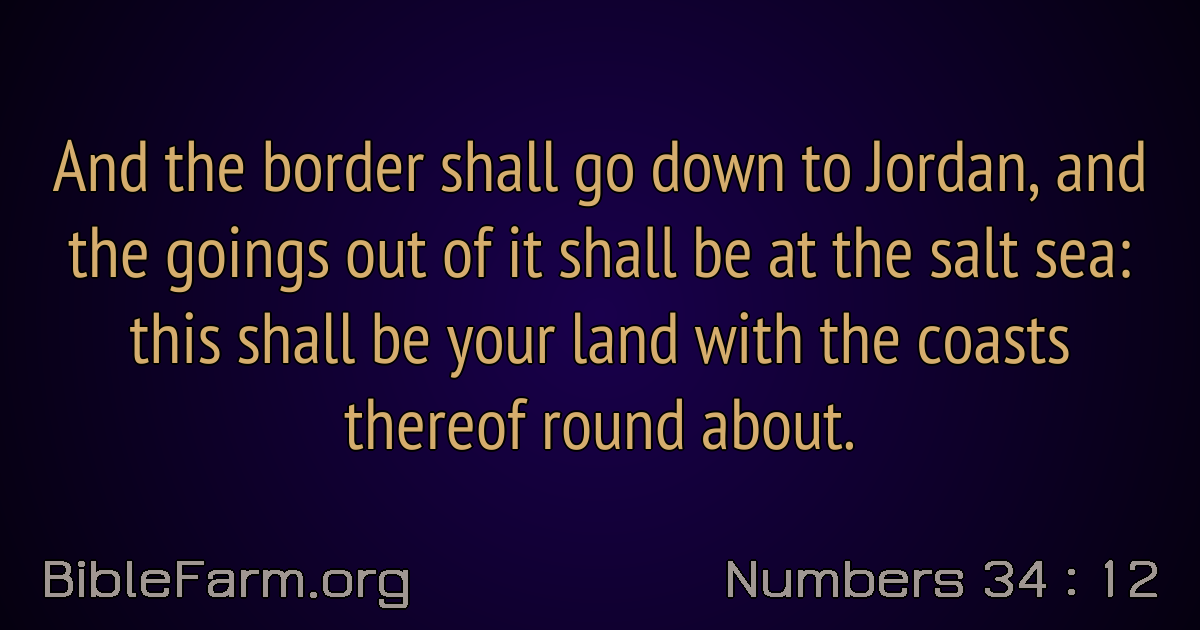 And the border shall go down to Jordan, and
the goings out of it shall be at the salt sea:
this shall be your land with the coasts
thereof round about.
BibleFarm.org
Numbers 34 : 12